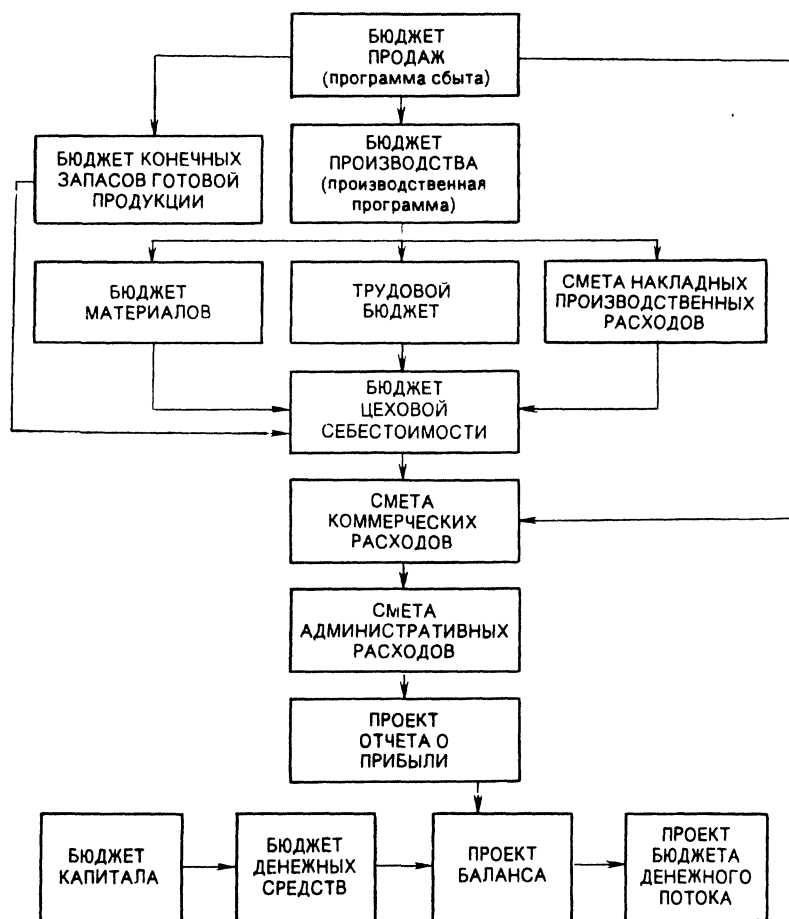 БЮДЖЕТ
ПРОДАЖ
(программа сбыта)
БЮДЖЕТ КОНЕЧНЫХ
ЗАПАСОВ ГОТОВОЙ
ПРОДУКЦИИ
БЮДЖЕТ
ПРОИЗВОДСТВА
(производственная
программа)
БЮДЖЕТ
МАТЕРИАЛОВ
ТРУДОВОЙ
БЮДЖЕТ
СМЕТА НАКЛАДНЫХ
ПРОИЗВОДСТВЕННЫХ
РАСХОДОВ
БЮДЖЕТ
ЦЕХОВОЙ
СЕБЕСТОИМОСТИ
СМЕТА
КОММЕРЧЕСКИХ
РАСХОДОВ
СМЕТА
АДМИНИСТРАТИВНЫХ
РАСХОДОВ
ПРОЕКТ
ОТЧЕТА О
ПРИБЫЛИ
БЮДЖЕТ
КАПИТАЛА
БЮДЖЕТ
ДЕНЕЖНЫХ
СРЕДСТВ
ПРОЕКТ
БАЛАНСА
ПРОЕКТ
БЮДЖЕТА
ДЕНЕЖНОГО
ПОТОКА